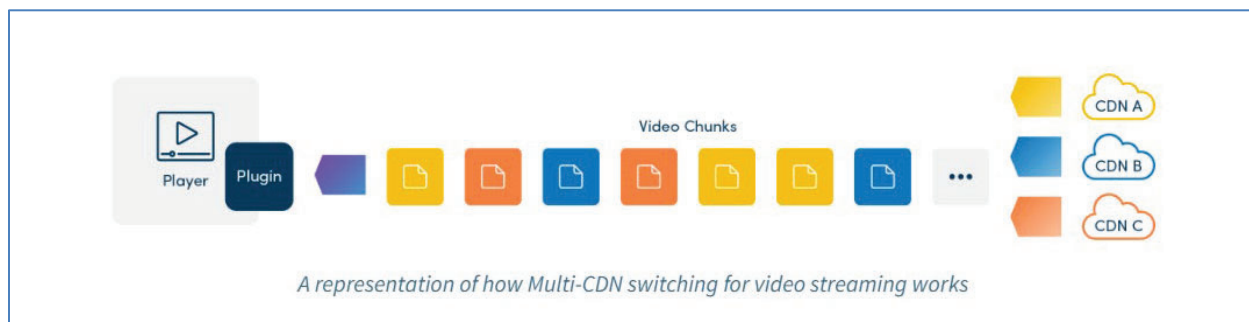 Player
Plugin
Video Chunks
•••
CDN A
CDN B
CDN C
A representation of how Multi-CDN switching for video streaming works